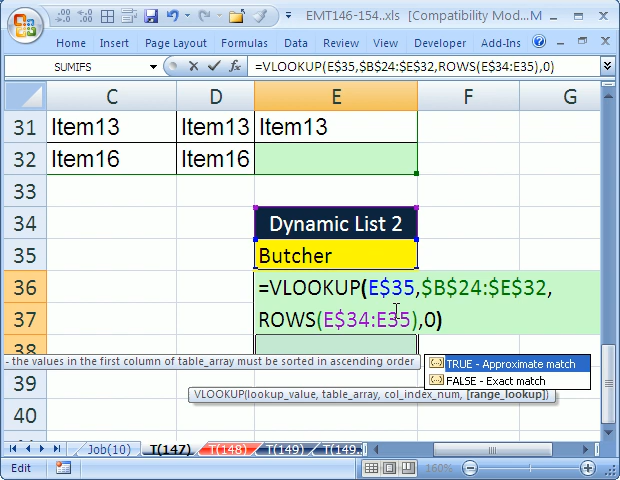 EMT146-154..xls [Compatibility Mod... M
Home Insert Page Layout Formulas Data Review View Developer Add-Ins
SUMIFS =VLOOKUP(E$35,$B$24:$E$32,ROWS(E$34:E35),0)
C D E F G
31 Item13 Item13 Item13
32 Item16 Item16
33
34 Dynamic List 2
35 Butcher
36 =VLOOKUP(E$35,$B$24:$E$32,
37 ROWS(E$34:E35),0)
38
- the values in the first column of table_array must be sorted in ascending order
TRUE - Approximate match
FALSE - Exact match
39
VLOOKUP(lookup_value, table_array, col_index_num, [range_lookup])
40
Job(10) T(147) T(148) T(149) T(149..
Edit 160%